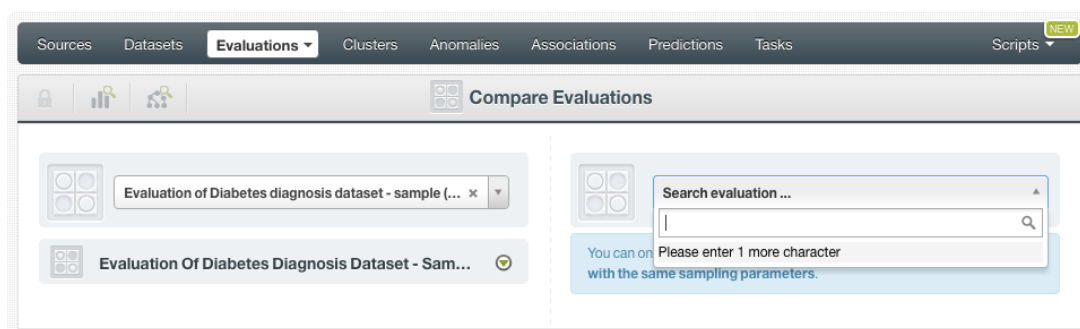 Sources Datasets Evaluations Clusters Anomalies Associations Predictions Tasks Scripts NEW
Compare Evaluations
Evaluation of Diabetes diagnosis dataset - sample (... ×
Search evaluation ...
Please enter 1 more character
Evaluation Of Diabetes Diagnosis Dataset - Sam...
You can on
with the same sampling parameters.